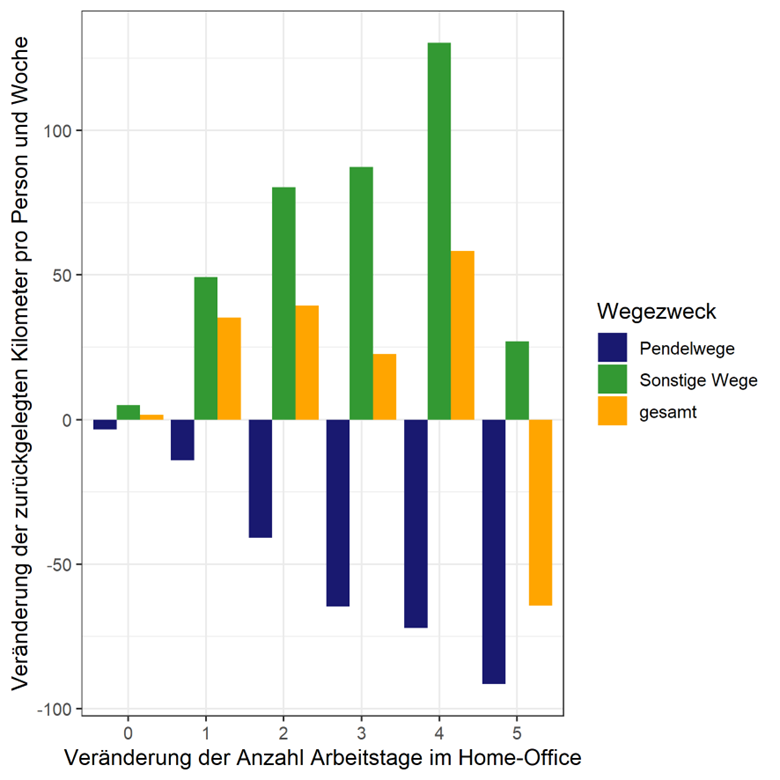 Veränderung der zurückgelegten Kilometer pro Person und Woche
100
50
0
-50
-100
0 1 2 3 4 5
Veränderung der Anzahl Arbeitstage im Home-Office
Wegezweck
Pendelwege
Sonstige Wege
gesamt